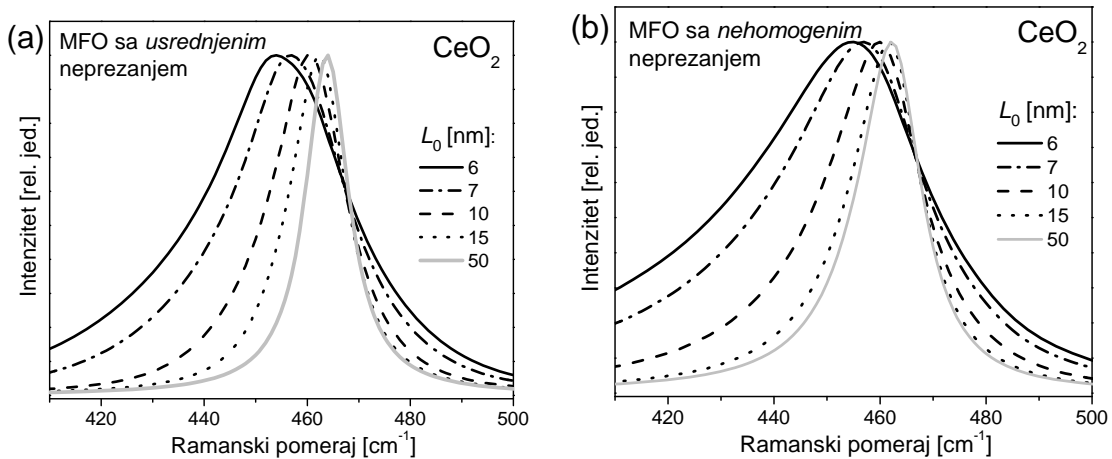 (a)
MFO sa usrednjenim
neprezanjem
CeO2
L0 [nm]:
6
7
10
15
50
Intenzitet [rel. jed.]
420 440 460 480 500
Ramanski pomeraj [cm-1]
(b)
MFO sa nehomogenim
neprezanjem
CeO2
L0 [nm]:
6
7
10
15
50
Intenzitet [rel. jed.]
420 440 460 480 500
Ramanski pomeraj [cm-1]